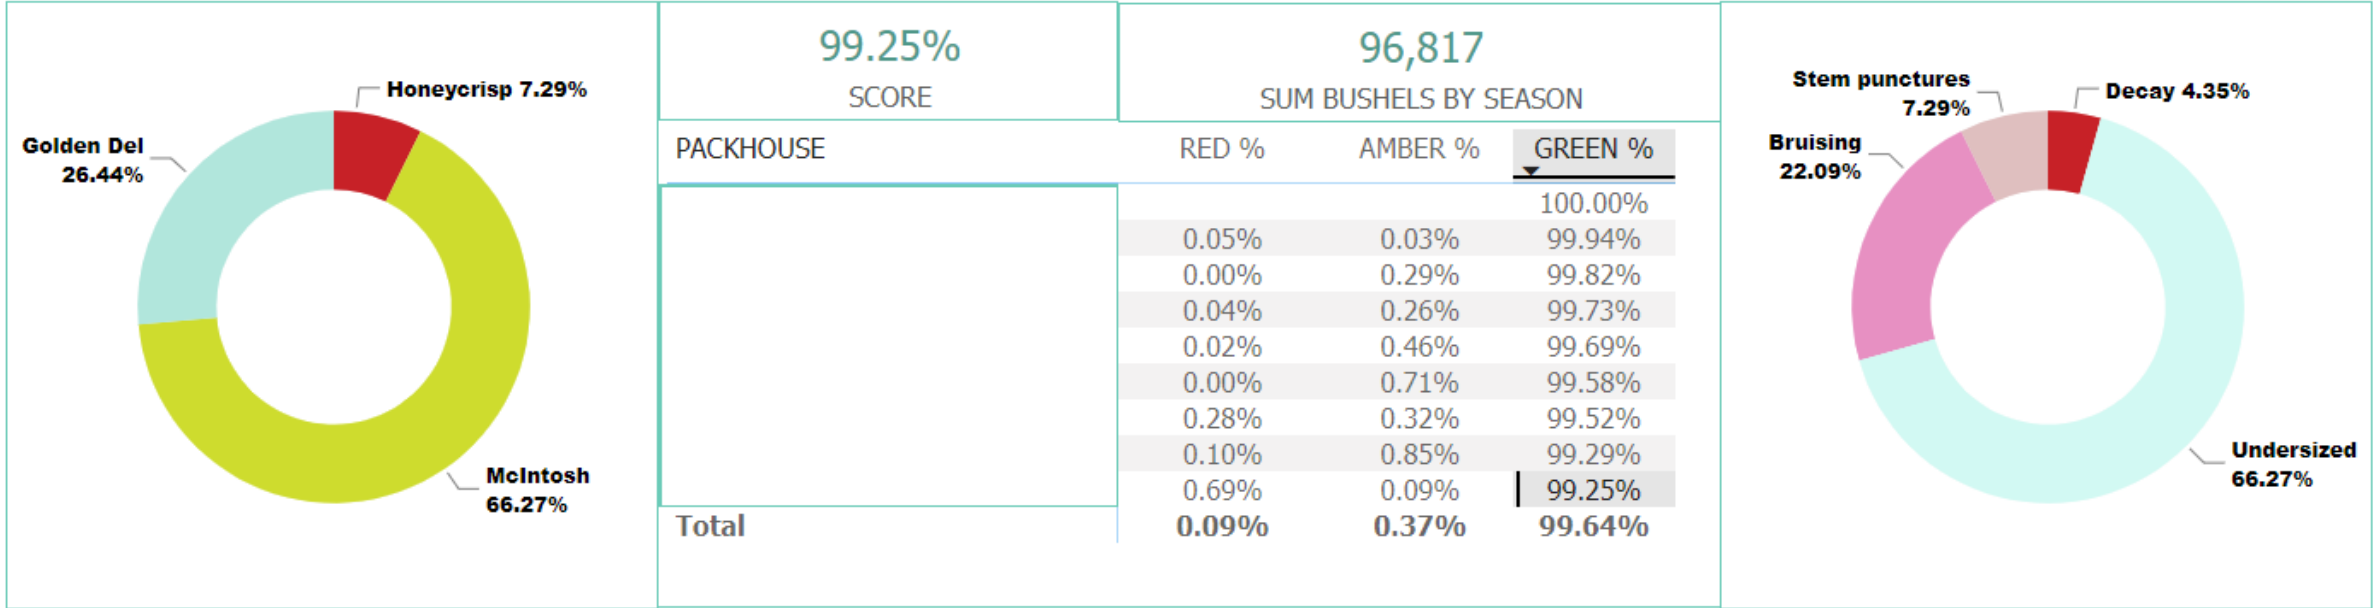 Honeycrisp 7.29%
Golden Del
26.44%
McIntosh
66.27%
99.25%
SCORE
96,817
SUM BUSHELS BY SEASON
PACKHOUSE RED % AMBER % GREEN %
100.00%
0.05% 0.03% 99.94%
0.00% 0.29% 99.82%
0.04% 0.26% 99.73%
0.02% 0.46% 99.69%
0.00% 0.71% 99.58%
0.28% 0.32% 99.52%
0.10% 0.85% 99.29%
0.69% 0.09% 99.25%
Total 0.09% 0.37% 99.64%
Stem punctures
7.29%
Decay 4.35%
Bruising
22.09%
Undersized
66.27%